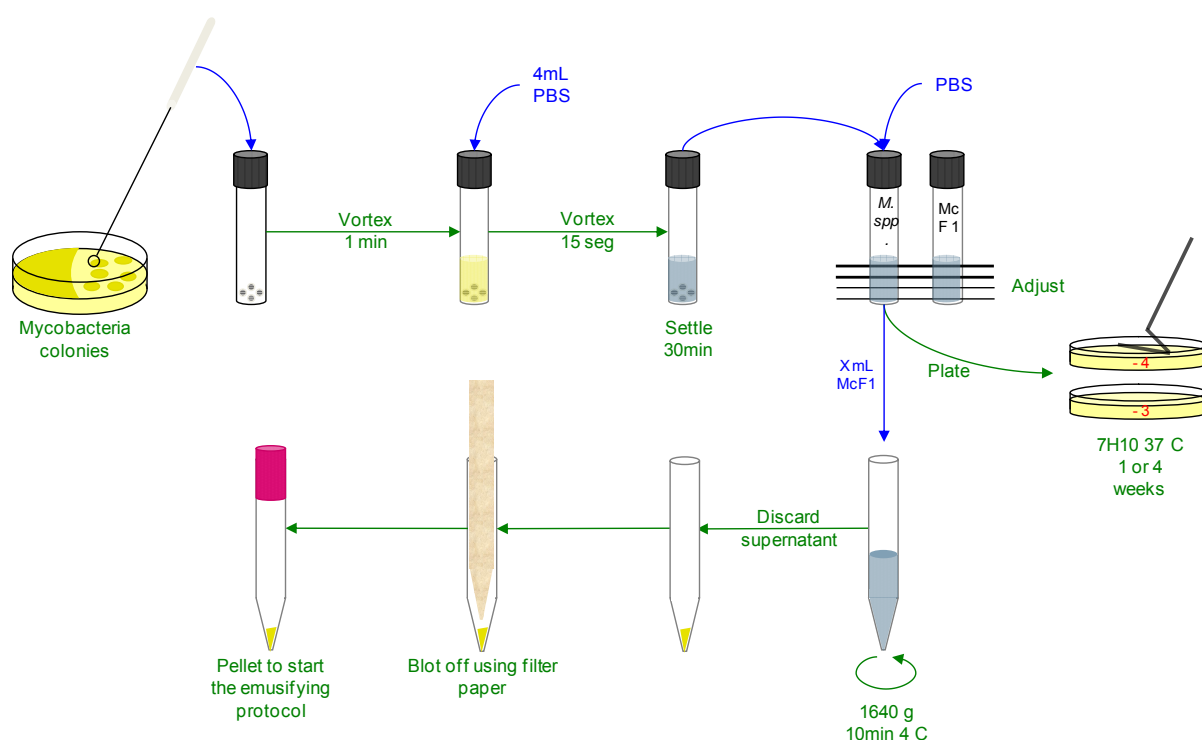 4mL
PBS
PBS
M.
spp
.
Mc
F 1
Vortex
1 min
Vortex
15 seg
Adjust
Mycobacteria
colonies
Settle
30min
X mL
McF1
Plate
- 4
- 3
7H10 37 C
1 or 4
weeks
Discard
supernatant
Pellet to start
the emusifying
protocol
Blot off using filter
paper
1640 g
10min 4 C